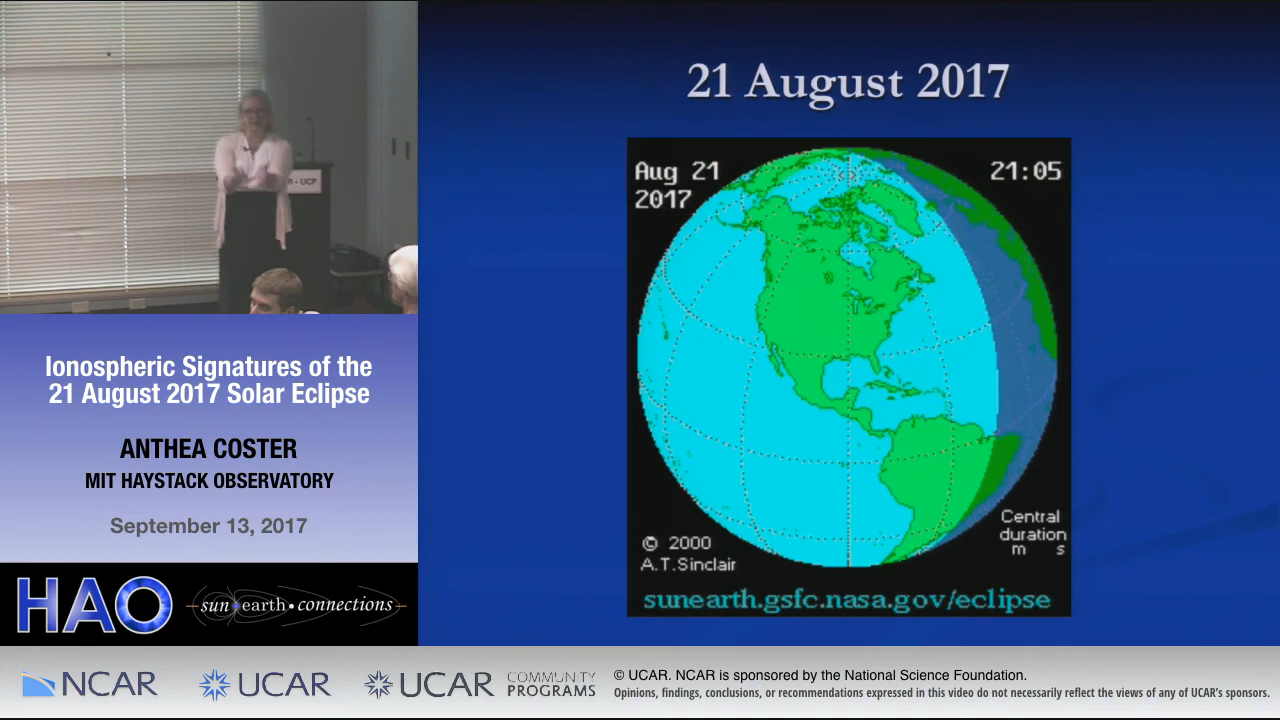 21 August 2017
Aug 21
2017
21:05
R - UCP
Central
duration
m s
© 2000
A.T.Sinclair
sunearth.gsfc.nasa.gov/eclipse
Ionospheric Signatures of the
21 August 2017 Solar Eclipse
ANTHEA COSTER
MIT HAYSTACK OBSERVATORY
September 13, 2017
HAO
sun•earth•connections
NCAR
UCAR
UCAR
COMMUNITY
PROGRAMS
© UCAR. NCAR is sponsored by the National Science Foundation.
Opinions, findings, conclusions, or recommendations expressed in this video do not necessarily reflect the views of any of UCAR's sponsors.